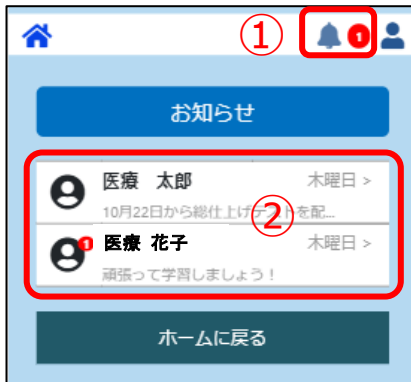 ① 1
お知らせ
医療 太郎 木曜日 >
10月22日から総仕上げテストを配...
②
1 医療 花子 木曜日 >
頑張って学習しましょう！
ホームに戻る